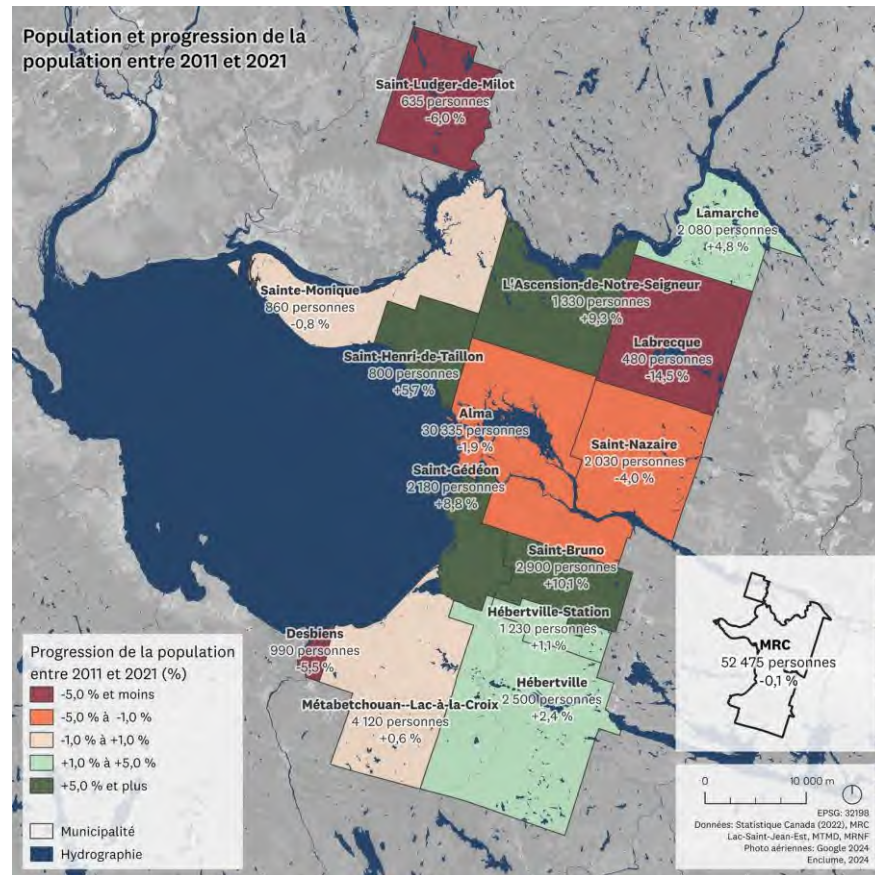 Population et progression de la
population entre 2011 et 2021
Saint-Ludger-de-Milot
635 personnes
-6,0 %
Lamarche
2 080 personnes
+4,8 %
L'Ascension-de-Notre-Seigneur
1 330 personnes
+9,3 %
Sainte-Monique
860 personnes
-0,8 %
Labrecque
480 personnes
-14,5 %
Saint-Henri-de-Taillon
800 personnes
+5,7 %
Alma
30 335 personnes
-1,9 %
Saint-Nazaire
2 030 personnes
-4,0 %
Saint-Gédéon
2 180 personnes
+8,8 %
Saint-Bruno
2 900 personnes
+10,1 %
Hébertville-Station
1 230 personnes
+1,1 %
Desbiens
990 personnes
-5,5 %
Hébertville
2 500 personnes
+2,4 %
Métabetchouan--Lac-à-la-Croix
4 120 personnes
+0,6 %
MRC
52 475 personnes
-0,1 %
Progression de la population
entre 2011 et 2021 (%)
-5,0 % et moins
-5,0 % à -1,0 %
-1,0 % à +1,0 %
+1,0 % à +5,0 %
+5,0 % et plus
Municipalité
Hydrographie
0 10 000 m
EPSG: 32198
Données: Statistique Canada (2022), MRC
Lac-Saint-Jean-Est, MTMD, MRNF
Photo aériennes: Google 2024
Enclume, 2024